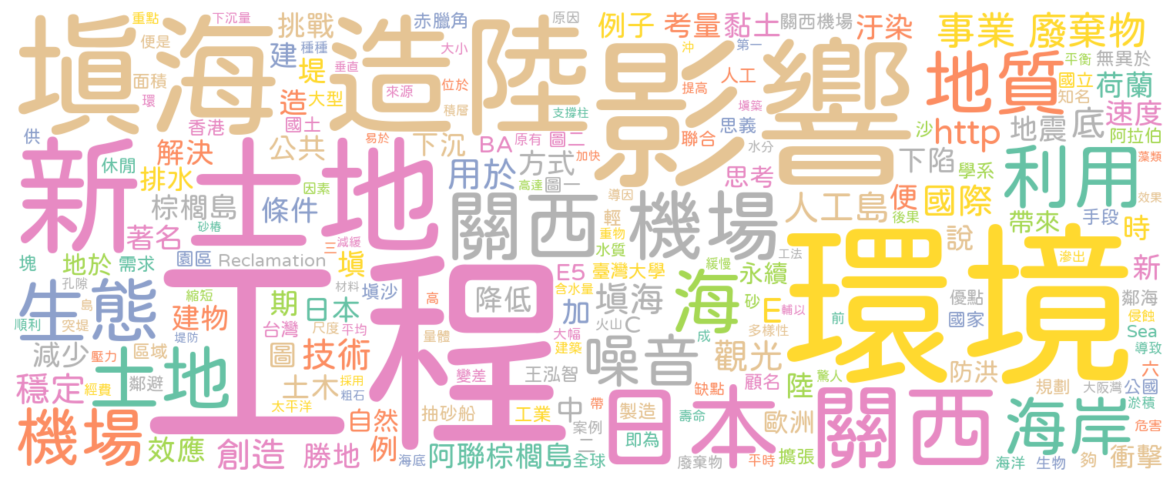 填海造陸
影響
重點
下沉量
挑戰
赤臘角
原因
例子
考量
黏土
關西機場
汙染
事業
廢棄物
便是
種種
建
堤
大小
沖
第一
平衡
無異於
地質
國立
荷蘭
面積
環
垂直
造
大型
來源
位於
提高
人工
填築
知名
速度
供
香港
國土
積層
支撐柱
聯合
思義
沙
http
地震
底
阿拉伯
新土地
休閒
解決
公共
易於
下沉
BA
原有
圖二
水分
下陷
利用
藻類
排水
因素
用於
方式
加快
高達
圖一
思考
學系
效果
棕櫚島
砂樁
條件
關西機場
導因
輕
重物
人工島
便
國際
後果
帶來
手段
時
著名
三
減緩
水質
工法
說
環境
滲出
塊
地於
需求
園區
Reclamation
填
工程
E5
臺灣大學
緩慢
永續
新
孔隙
縮短
期
日本
材料
填沙
高
降低
含水量
加
填海
海
砂
E
輔以
優點
鄰海
生態
島
順利
突堤
建物
台灣
尺度
平均
量體
大幅
火山
C
成
多樣性
前
國家
侵蝕
Sea
堤防
減少
壓力
區域
圖
技術
建築
噪音
觀光
防洪
導致
穩定
土地
經費
鄰避
土木
採用
粗石
變差
王泓智
缺點
顧名
陸
驚人
規劃
大阪灣
公園
六
太平洋
自然
抽砂船
工業
中
帶
製造
壽命
歐洲
關西
海岸
淤積
機場
效應
創造
勝地
例
案例
二
即為
日本
危害
海底
阿聯棕櫚島
全球
廢棄物
平時
擴張
海洋
生物
夠
衝擊